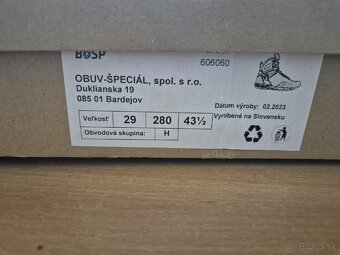 BOSP
606060
OBUV-ŠPECIÁL, spol. s r.o.
Duklianska 19
085 01 Bardejov
Dátum výroby: 02.2023
Veľkosť 29 280 43½
Vyrobené na Slovensku
Obvodová skupina: H